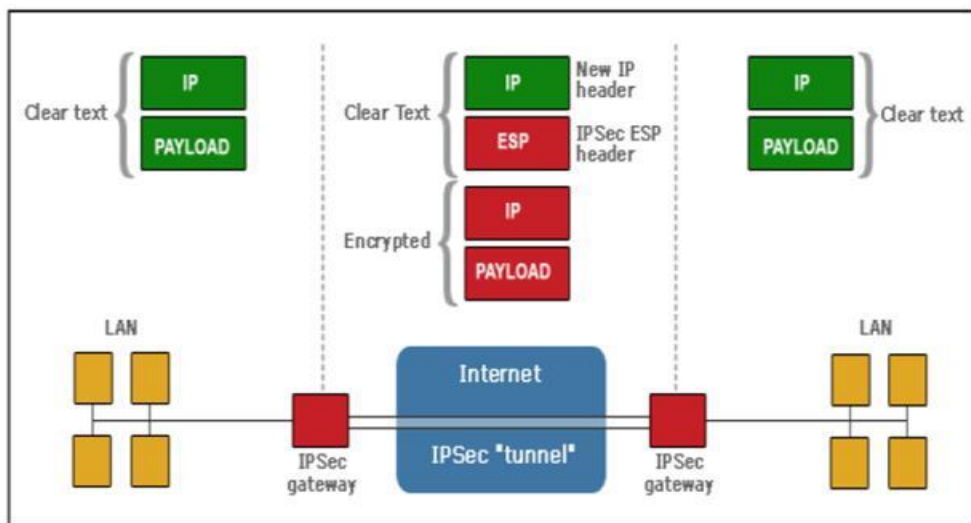 Clear text
IP
PAYLOAD
Clear Text
IP
New IP
header
ESP
IPSec ESP
header
Encrypted
IP
PAYLOAD
IP
PAYLOAD
Clear text
LAN
IPSec
gateway
Internet
IPSec "tunnel"
IPSec
gateway
LAN